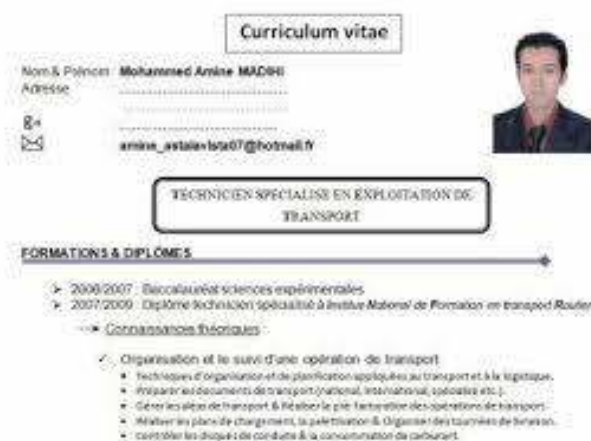 Curriculum vitae
Nom & Prénom : Mohammed Amine MADIHI
Adresse
amine_astalavista07@hotmail.fr
TECHNICIEN SPECIALISE EN EXPLOITATION DE
TRANSPORT
FORMATIONS & DIPLÔMES
2006/2007 : Baccalauréat sciences expérimentales
2007/2009 : Diplôme technicien spécialisé à Institut National de Formation en transport Routier
Connaissances théoriques :
Organisation et le suivi d'une opération de transport
Techniques d'organisation et de planification appliquées au transport et à la logistique.
Préparer les documents de transport (national, international, spécialisé etc.).
Gérer les aléas de transport & Réaliser le pré-facturation des opérations de transport.
Réaliser les plans de chargement, la palettisation & Organiser des tournées de livraison.
Contrôler les disques de conduite & la consommation de carburant.